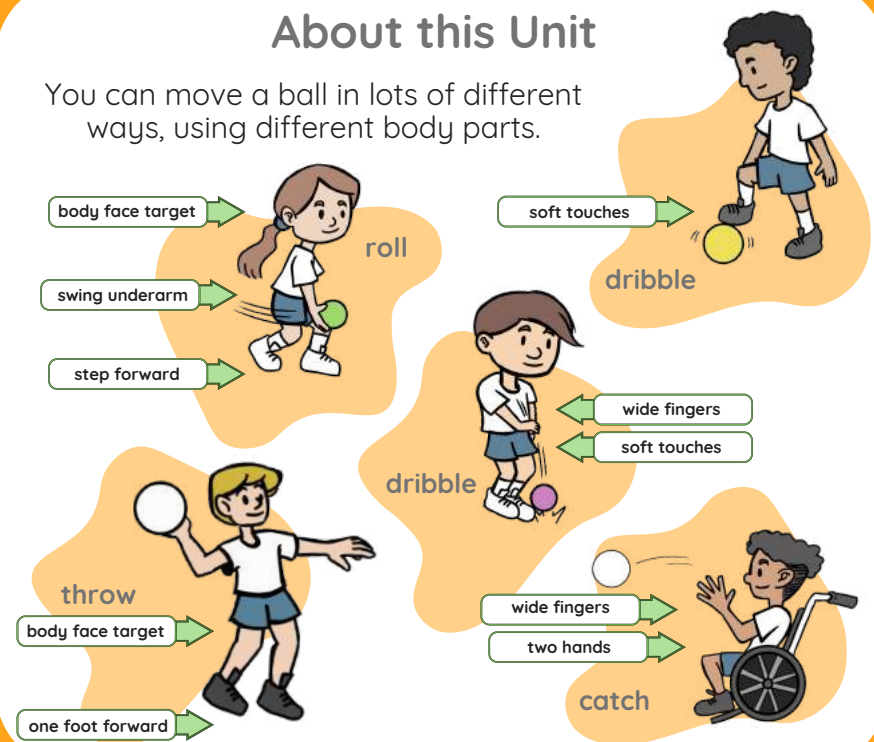 About this Unit
You can move a ball in lots of different
ways, using different body parts.
body face target
swing underarm
step forward
roll
soft touches
dribble
wide fingers
soft touches
dribble
throw
body face target
one foot forward
wide fingers
two hands
catch